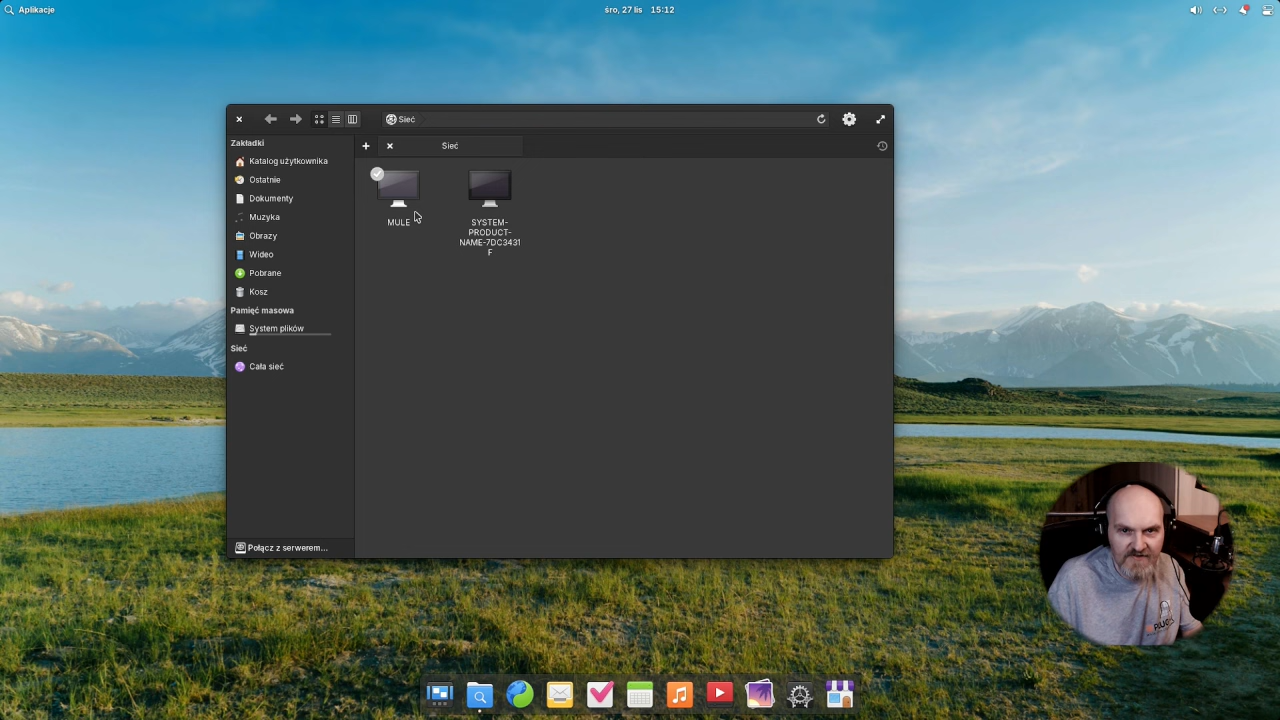 Aplikacje
śro, 27 lis 15:12
Sieć
Zakładki
Sieć
Katalog użytkownika
Ostatnie
Dokumenty
Muzyka
Obrazy
Wideo
Pobrane
Kosz
Pamięć masowa
System plików
Sieć
Cała sieć
Połącz z serwerem...
MULE
SYSTEM-
PRODUCT-
NAME-7DC3431
F